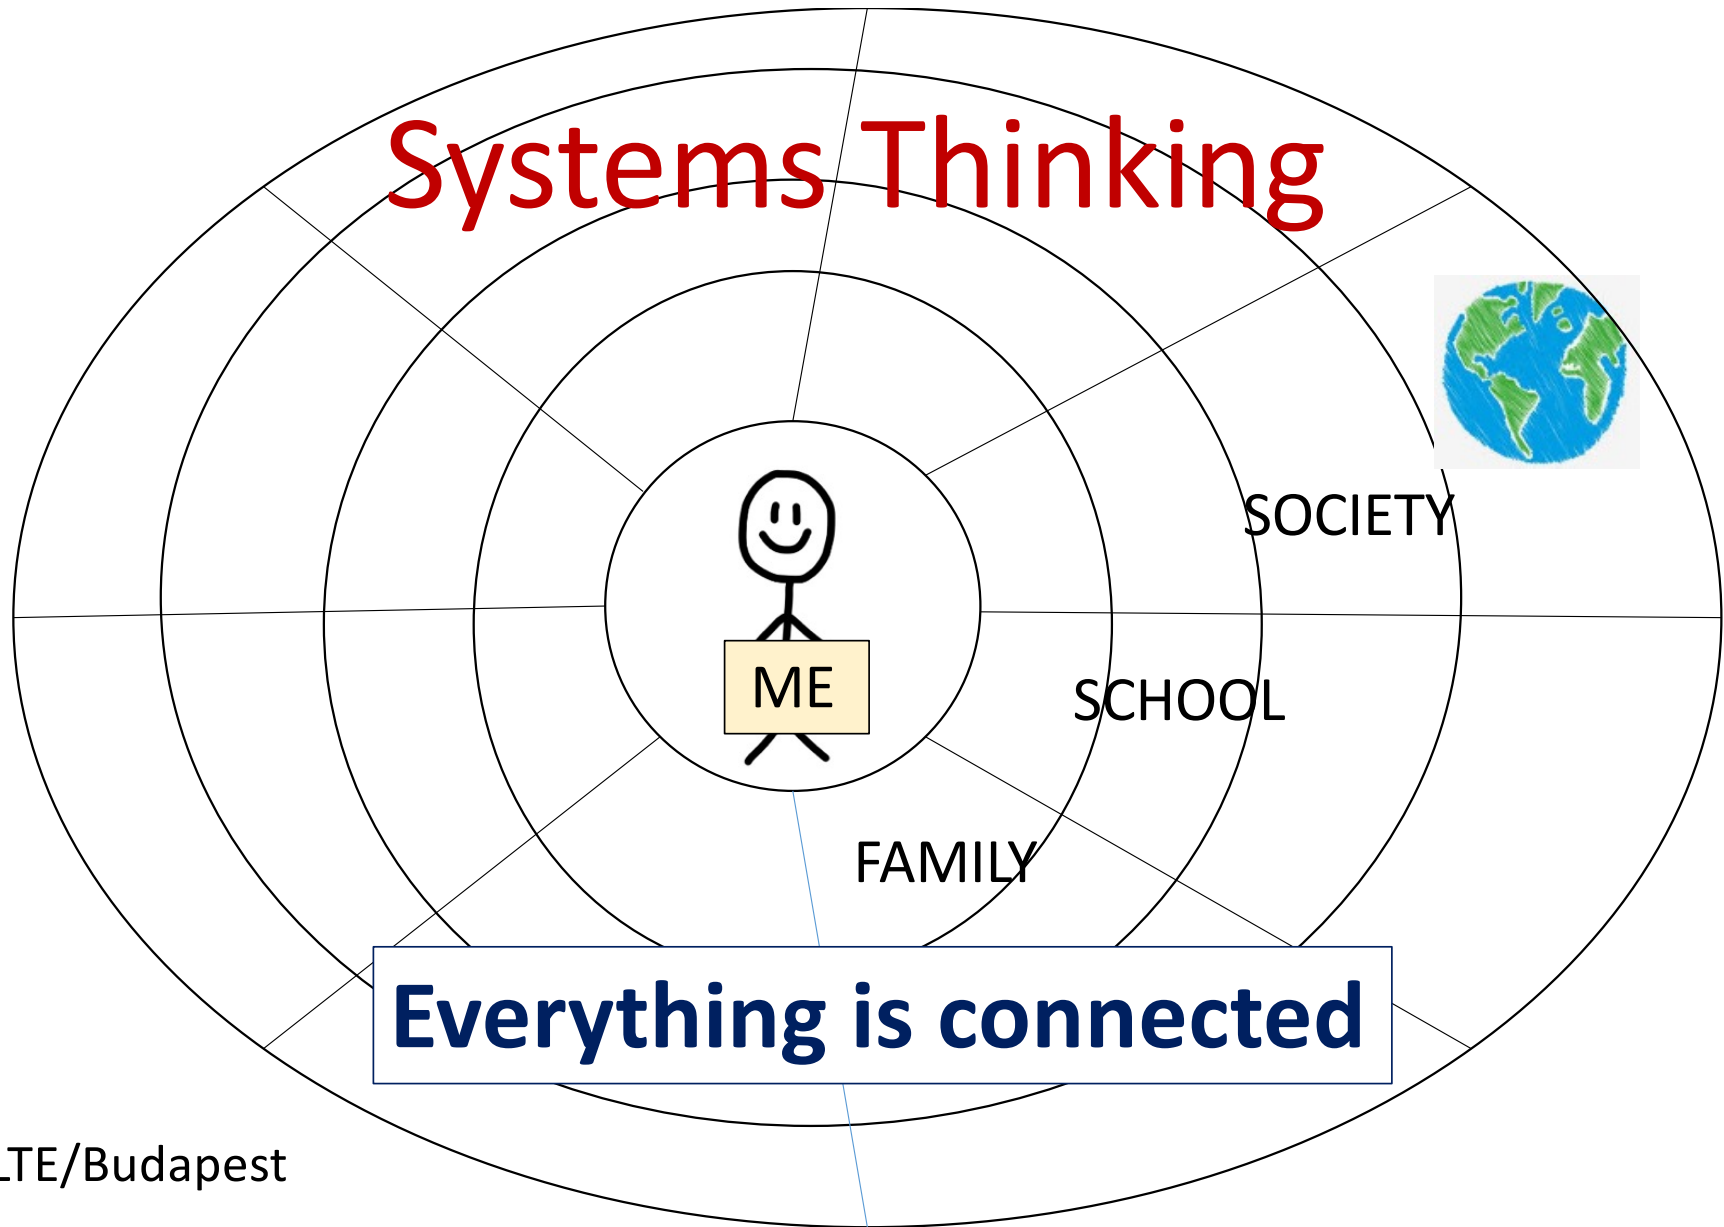 Systems Thinking
SOCIETY
ME
SCHOOL
FAMILY
Everything is connected
LTE/Budapest